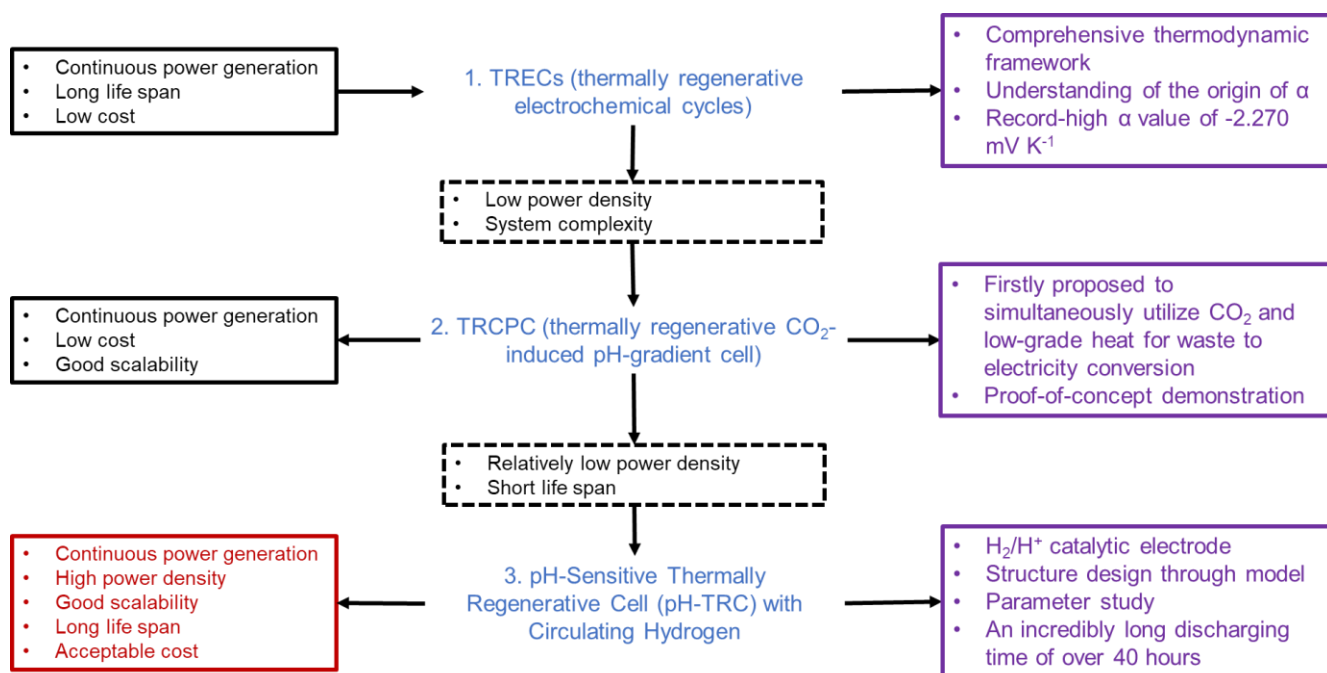 • Continuous power generation
• Long life span
• Low cost
1. TRECs (thermally regenerative
electrochemical cycles)
• Comprehensive thermodynamic
framework
• Understanding of the origin of α
• Record-high α value of -2.270
mV K⁻¹
• Low power density
• System complexity
• Continuous power generation
• Low cost
• Good scalability
2. TRCPC (thermally regenerative CO₂-
induced pH-gradient cell)
• Firstly proposed to
simultaneously utilize CO₂ and
low-grade heat for waste to
electricity conversion
• Proof-of-concept demonstration
• Relatively low power density
• Short life span
• Continuous power generation
• High power density
• Good scalability
• Long life span
• Acceptable cost
3. pH-Sensitive Thermally
Regenerative Cell (pH-TRC) with
Circulating Hydrogen
• H₂/H⁺ catalytic electrode
• Structure design through model
• Parameter study
• An incredibly long discharging
time of over 40 hours